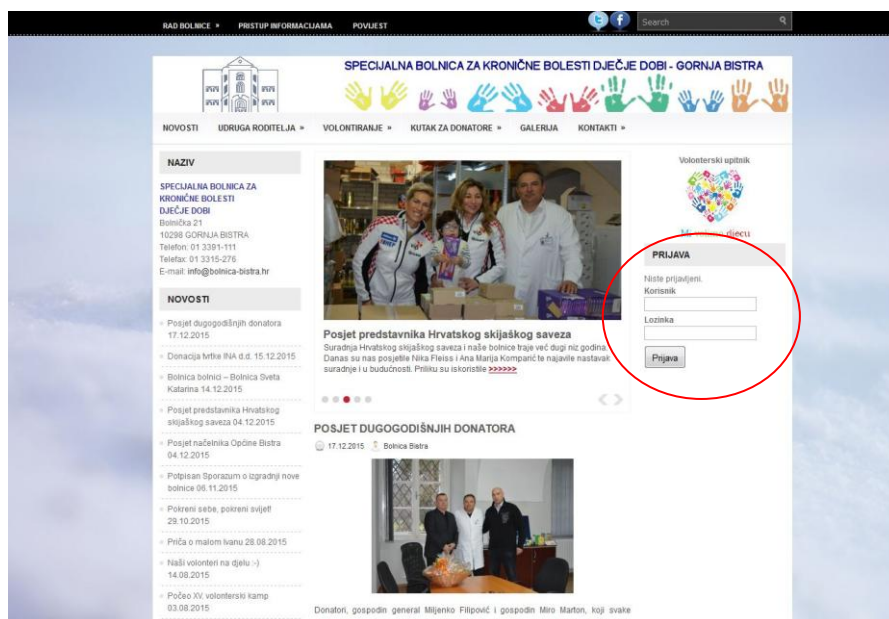 RAD BOLNICE »
PRISTUP INFORMACIJAMA
POVIJEST
Search
SPECIJALNA BOLNICA ZA KRONIČNE BOLESTI DJEČJE DOBI - GORNJA BISTRA
NOVOSTI
UDRUGA RODITELJA »
VOLONTIRANJE »
KUTAK ZA DONATORE »
GALERIJA
KONTAKTI »
NAZIV
SPECIJALNA BOLNICA ZA
KRONIČNE BOLESTI
DJEČJE DOBI
Bolnička 21
10298 GORNJA BISTRA
Telefon: 01 3391-111
Telefax: 01 3315-276
E-mail: info@bolnica-bistra.hr
NOVOSTI
Posjet dugogodišnjih donatora
17.12.2015
Donacija tvrtke INA d.d. 15.12.2015
Bolnica bolnici – Bolnica Sveta
Katarina 14.12.2015
Posjet predstavnika Hrvatskog
skijaškog saveza 04.12.2015
Posjet načelnika Općine Bistra
04.12.2015
Potpisan Sporazum o izgradnji nove
bolnice 06.11.2015
Pokreni sebe, pokreni svijet!
29.10.2015
Priča o malom Ivanu 28.08.2015
Naši volonteri na djelu :-)
14.08.2015
Počeo XV. volonterski kamp
03.08.2015
Posjet predstavnika Hrvatskog skijaškog saveza
Suradnja Hrvatskog skijaškog saveza i naše bolnice traje već dugi niz godina.
Danas su nas posjetile Nika Fleiss i Ana Marija Komparić te najavile nastavak
suradnje i u budućnosti. Priliku su iskoristile >>>>>>
POSJET DUGOGODIŠNJIH DONATORA
17.12.2015 Bolnica Bistra
Donatori, gospodin general Miljenko Filipović i gospodin Miro Marton, koji svake
Volonterski upitnik
djecu
PRIJAVA
Niste prijavljeni.
Korisnik
Lozinka
Prijava